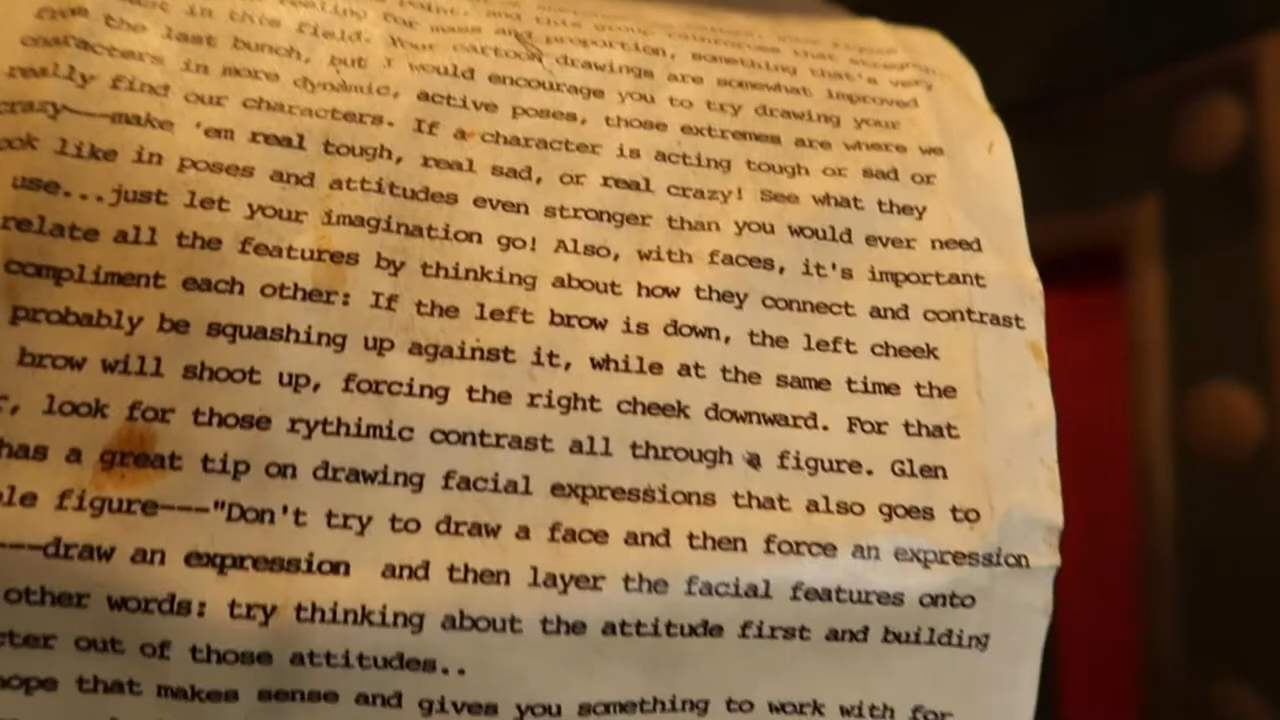 feeling for mass and proportion, something that's very
in this field. Your cartoon drawings are somewhat improved
from the last bunch, but I would encourage you to try drawing your
characters in more dynamic, active poses, those extremes are where we
really find our characters. If a character is acting tough or sad or
crazy---make 'em real tough, real sad, or real crazy! See what they
ook like in poses and attitudes even stronger than you would ever need
use...just let your imagination go! Also, with faces, it's important
relate all the features by thinking about how they connect and contrast
compliment each other: If the left brow is down, the left cheek
probably be squashing up against it, while at the same time the
brow will shoot up, forcing the right cheek downward. For that
r, look for those rythimic contrast all through a figure. Glen
has a great tip on drawing facial expressions that also goes to
le figure---"Don't try to draw a face and then force an expression
---draw an expression and then layer the facial features onto
other words: try thinking about the attitude first and building
cter out of those attitudes..
hope that makes sense and gives you something to work with for